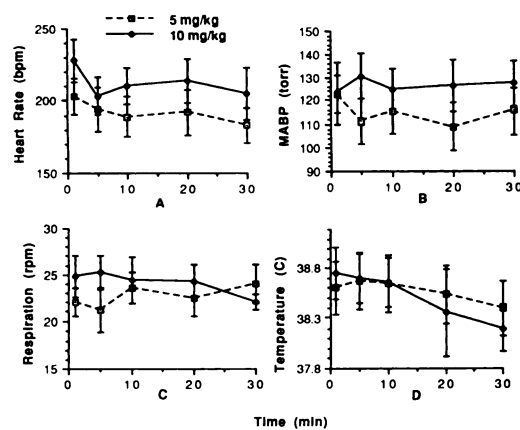 5 mg/kg
10 mg/kg
250
200
150
Heart Rate (bpm)
0 10 20 30
A
150
140
130
120
110
100
90
MABP (torr)
0 10 20 30
B
30
25
20
15
Respiration (rpm)
0 10 20 30
C
38.8
38.3
37.8
Temperature (C)
0 10 20 30
D
Time (min)